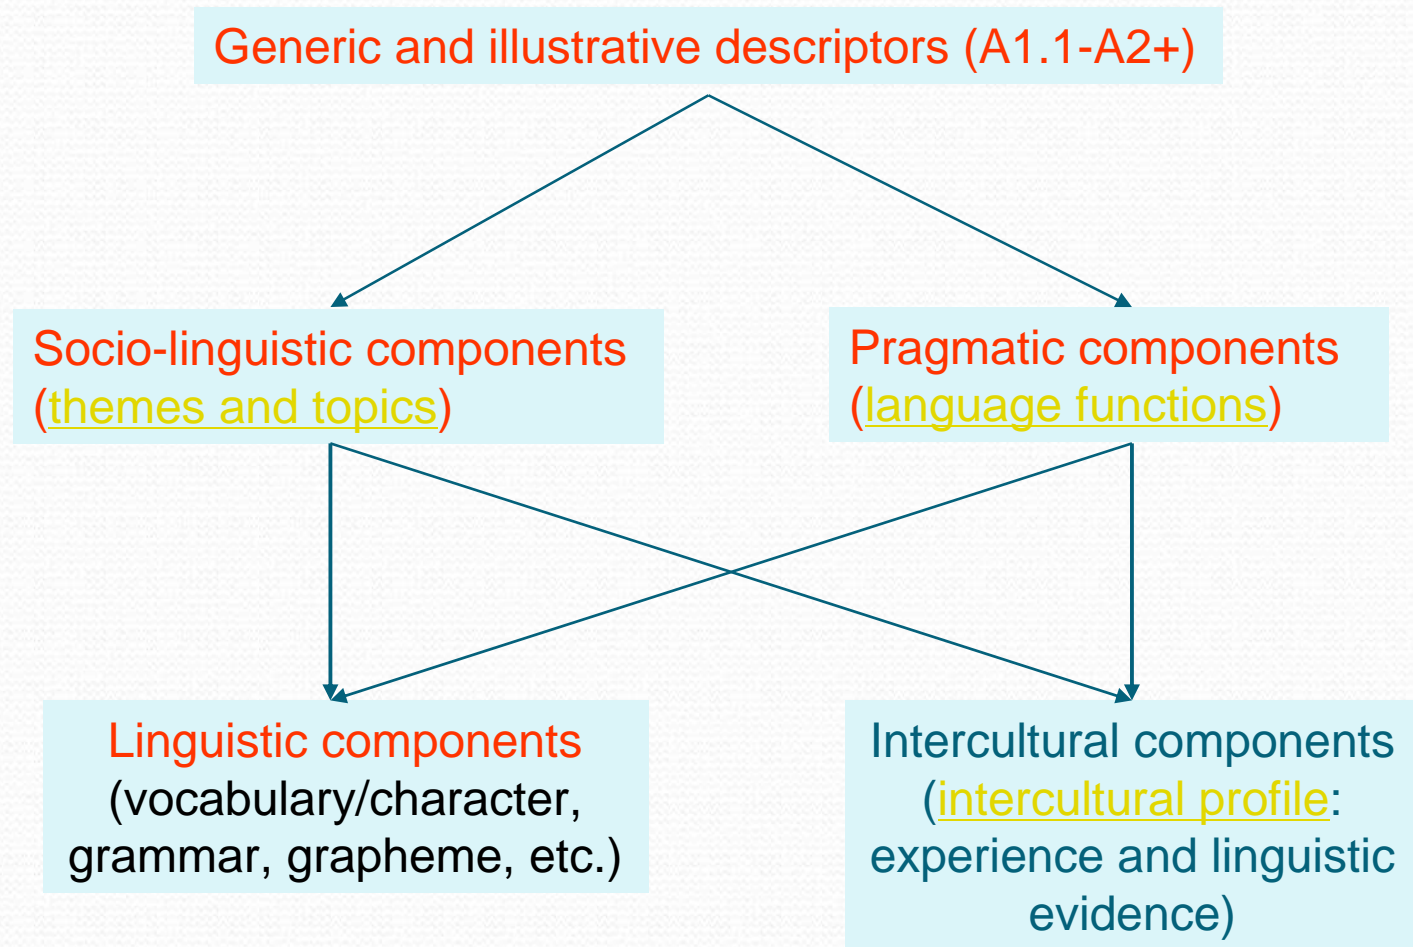 Generic and illustrative descriptors (A1.1-A2+)
Socio-linguistic components
(themes and topics)
Pragmatic components
(language functions)
Linguistic components
(vocabulary/character,
grammar, grapheme, etc.)
Intercultural components
(intercultural profile:
experience and linguistic
evidence)